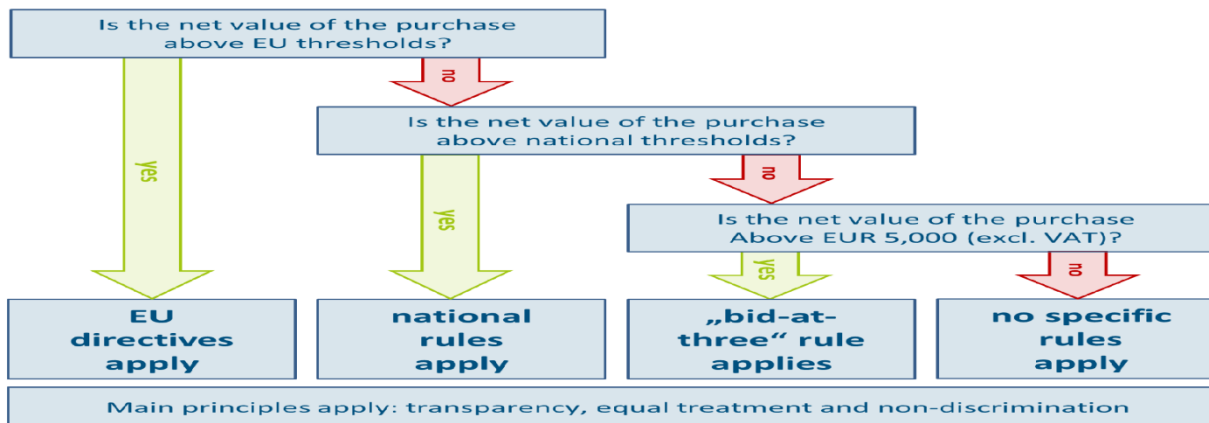 Is the net value of the purchase
above EU thresholds?
no
Is the net value of the purchase
above national thresholds?
yes
yes
no
Is the net value of the purchase
Above EUR 5,000 (excl. VAT)?
yes
no
EU
directives
apply
national
rules
apply
„bid-at-
three“ rule
applies
no specific
rules
apply
Main principles apply: transparency, equal treatment and non-discrimination